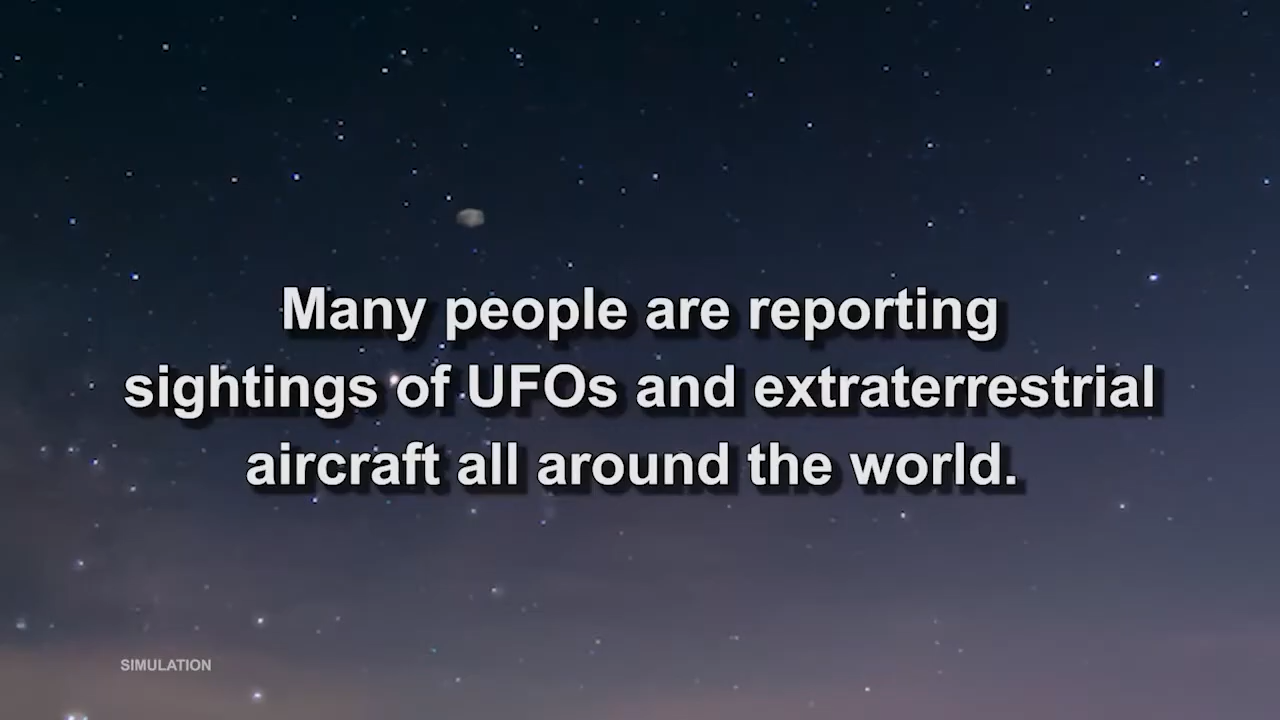 Many people are reporting
sightings of UFOs and extraterrestrial
aircraft all around the world.
SIMULATION